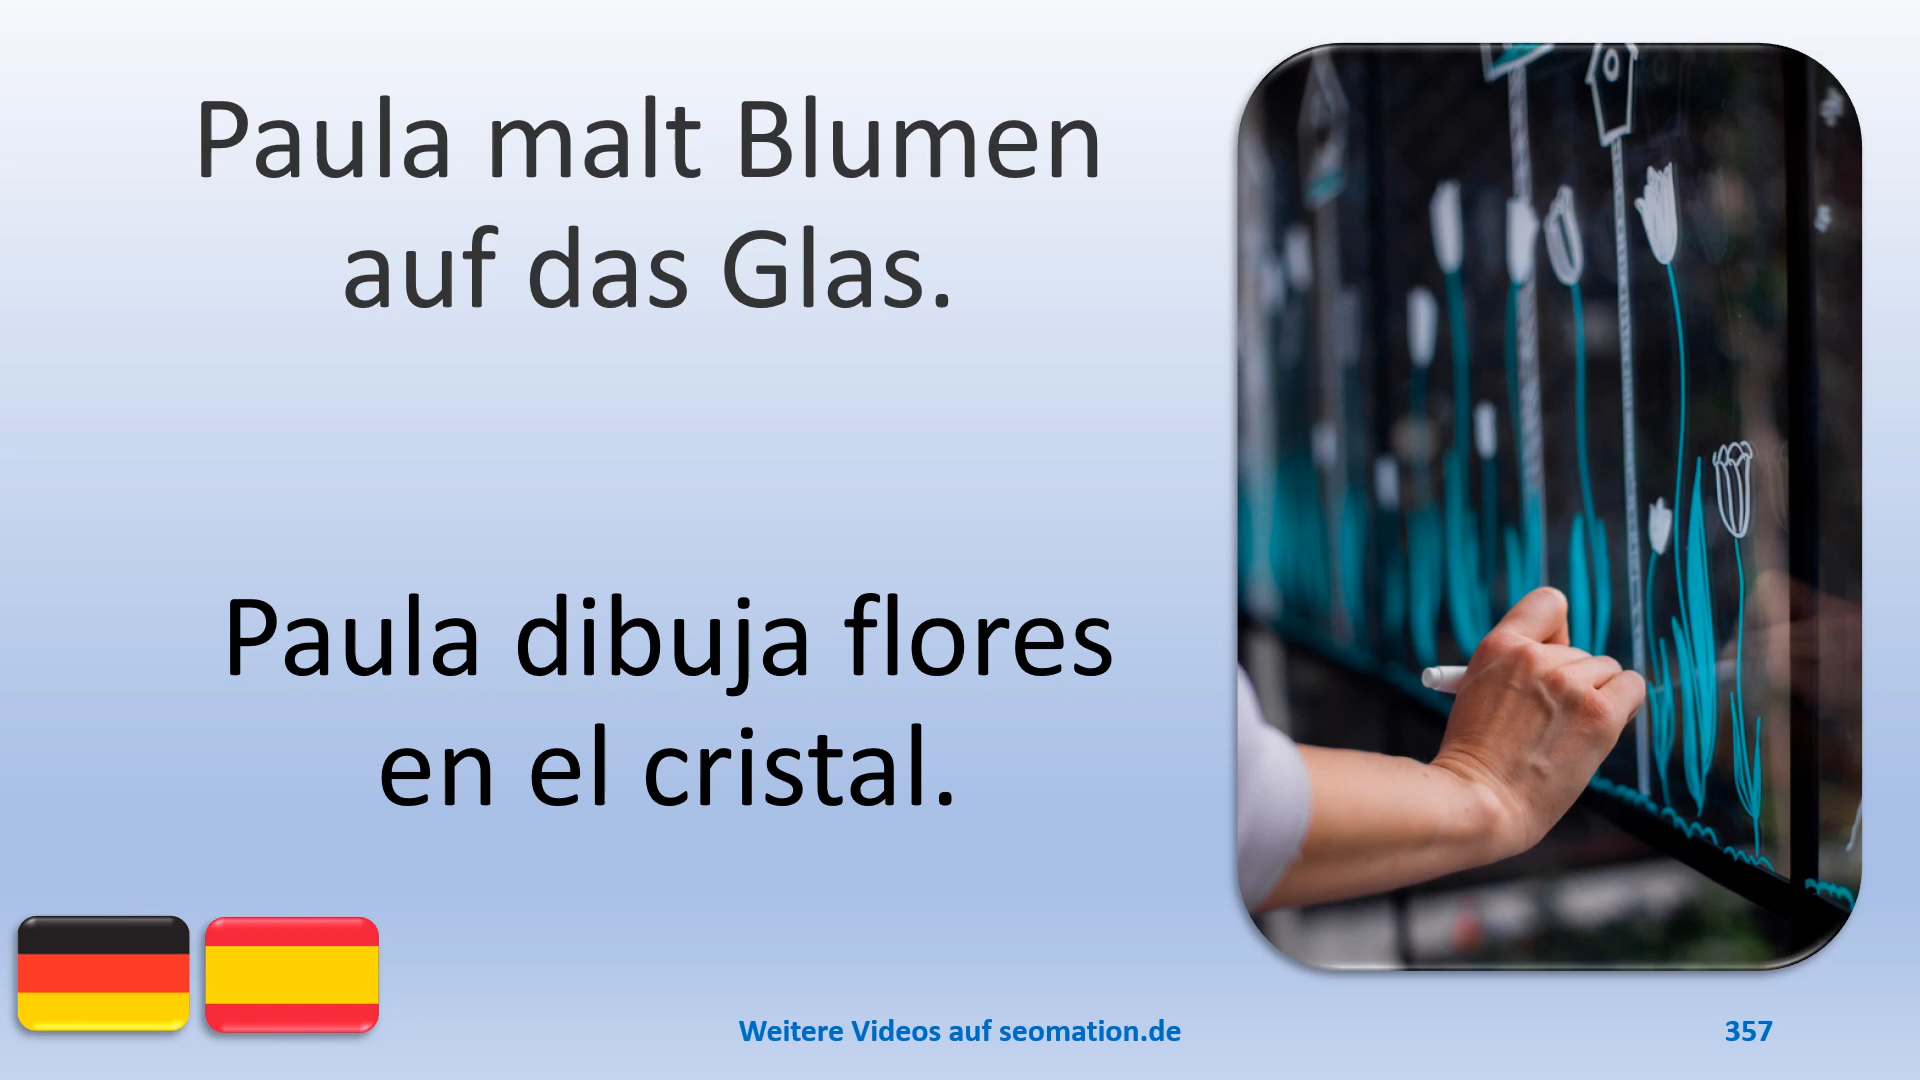 Paula malt Blumen
auf das Glas.
Paula dibuja flores
en el cristal.
Weitere Videos auf seomation.de
357